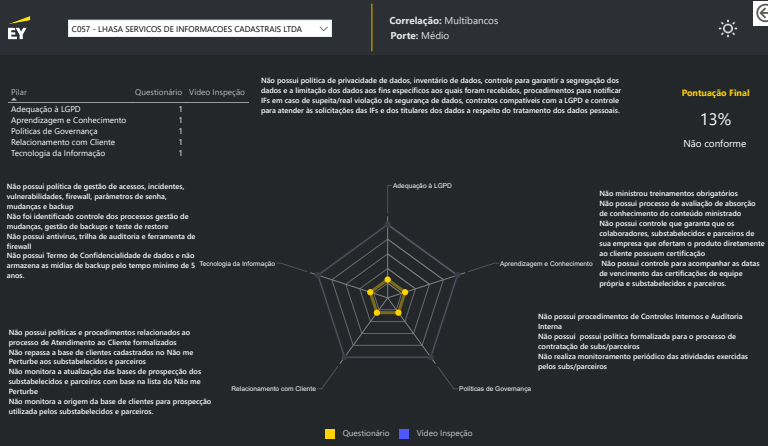 EY
C057 - LHASA SERVICOS DE INFORMACOES CADASTRAIS LTDA
Correlação: Multibancos
Porte: Médio
Pilar Questionário Vídeo Inspeção
Adequação à LGPD 1
Aprendizagem e Conhecimento 1
Políticas de Governança 1
Relacionamento com Cliente 1
Tecnologia da Informação 1
Não possui política de privacidade de dados, inventário de dados, controle para garantir a segregação dos
dados e a limitação dos dados aos fins específicos aos quais foram recebidos, procedimentos para notificar
IFs em caso de supeita/real violação de segurança de dados, contratos compatíveis com a LGPD e controle
para atender às solicitações das IFs e dos titulares dos dados a respeito do tratamento dos dados pessoais.
Pontuação Final
13%
Não conforme
Não possui política de gestão de acessos, incidentes,
vulnerabilidades, firewall, parâmetros de senha,
mudanças e backup
Não foi identificado controle dos processos gestão de
mudanças, gestão de backups e teste de restore
Não possui antivírus, trilha de auditoria e ferramenta de
firewall
Não possui Termo de Confidencialidade de dados e não
armazena as mídias de backup pelo tempo mínimo de 5
anos.
Adequação à LGPD
Tecnologia da Informação
Aprendizagem e Conhecimento
Relacionamento com Cliente
Políticas de Governança
Não ministrou treinamentos obrigatórios
Não possui processo de avaliação de absorção
de conhecimento do conteúdo ministrado
Não possui controle que garanta que os
colaboradores, substabelecidos e parceiros de
sua empresa que ofertam o produto diretamente
ao cliente possuem certificação
Não possui controle para acompanhar as datas
de vencimento das certificações de equipe
própria e substabelecidos e parceiros.
Não possui políticas e procedimentos relacionados ao
processo de Atendimento ao Cliente formalizados
Não repassa a base de clientes cadastrados no Não me
Perturbe aos substabelecidos e parceiros
Não monitora a atualização das bases de prospecção dos
substabelecidos e parceiros com base na lista do Não me
Perturbe
Não monitora a origem da base de clientes para prospecção
utilizada pelos substabelecidos e parceiros.
Não possui procedimentos de Controles Internos e Auditoria
Interna
Não possui possui política formalizada para o processo de
contratação de subs/parceiros
Não realiza monitoramento periódico das atividades exercidas
pelos subs/parceiros
Questionário Vídeo Inspeção